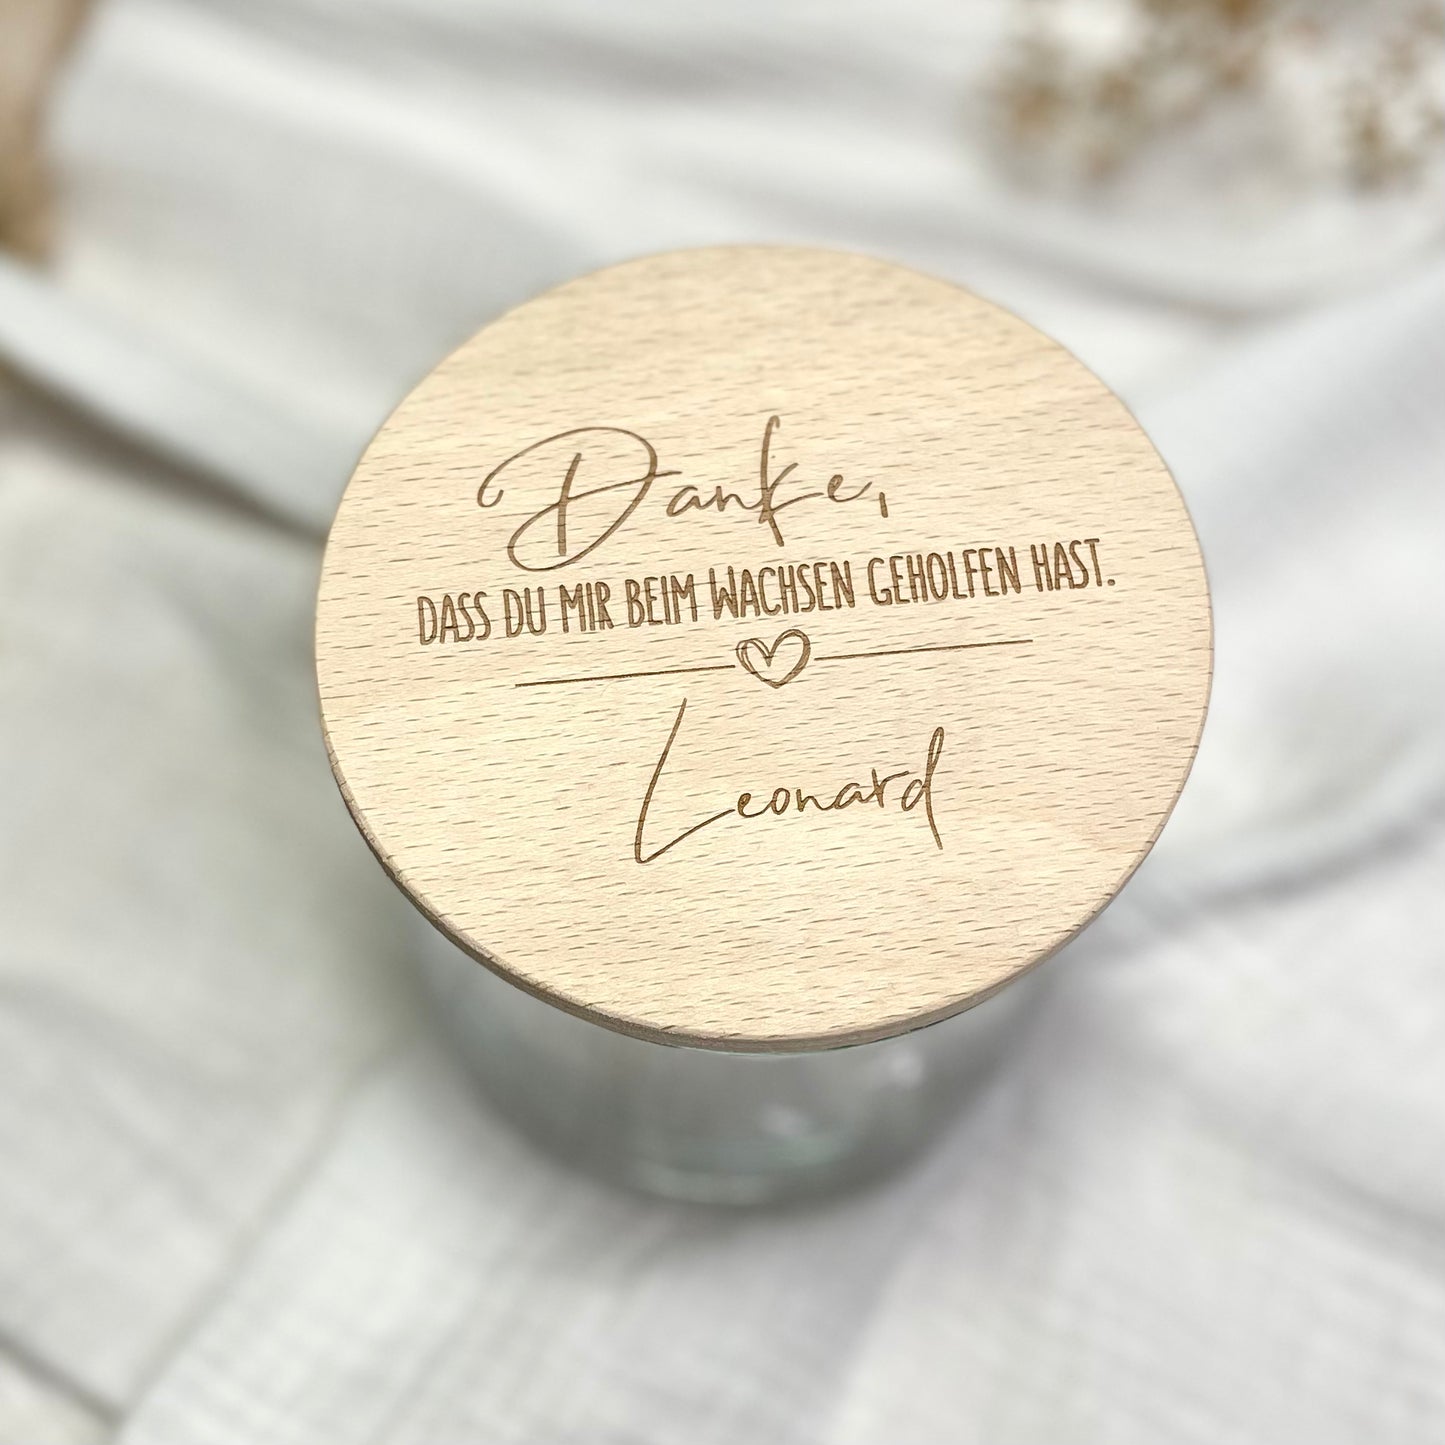 Danke,
DASS DU MIR BEIM WACHSEN GEHOLFEN HAST.
Leonard